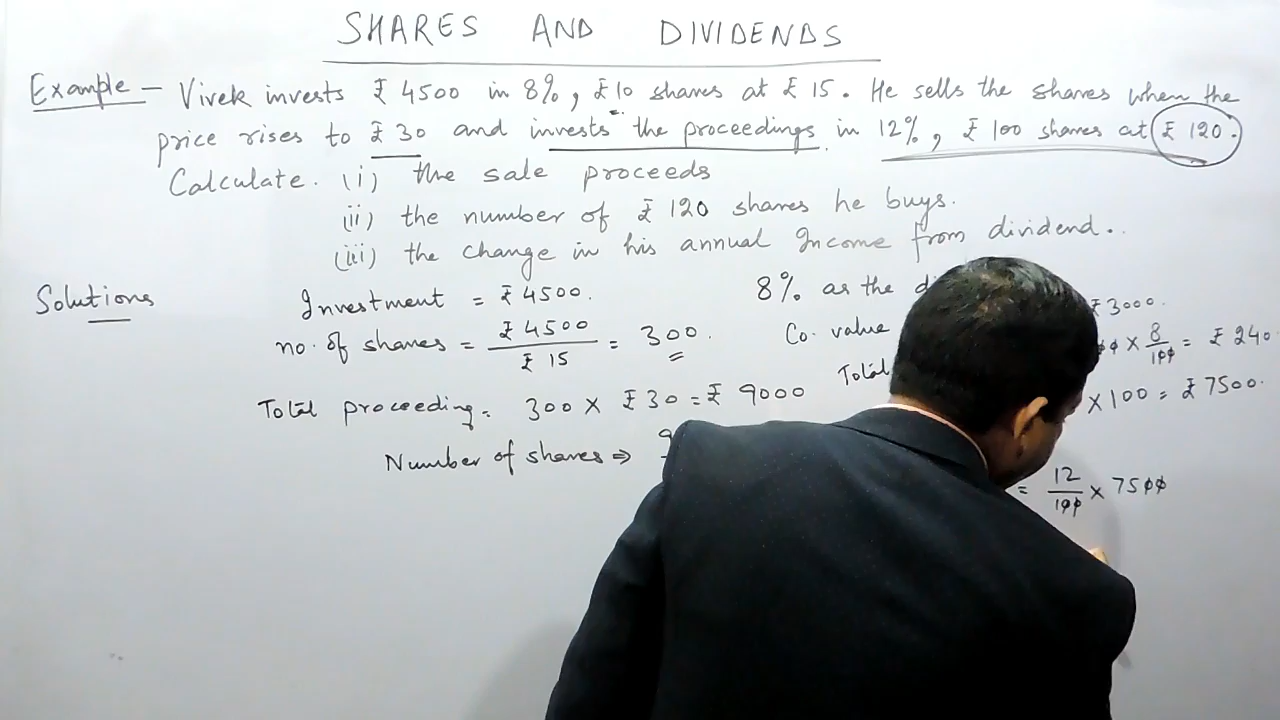 SHARES AND DIVIDENDS
Example – Vivek invests ₹ 4500 in 8%, ₹10 shares at ₹ 15. He sells the shares when the
price rises to ₹ 30 and invests the proceedings in 12%, ₹ 100 shares at ₹ 120.
Calculate. (i) the sale proceeds
(ii) the number of ₹ 120 shares he buys.
(iii) the change in his annual Income from dividend..
Solutions
Investment = ₹ 4500.
no. of shares = ₹ 4500 / ₹ 15 = 300.
Total proceeding = 300 × ₹ 30 = ₹ 9000
Number of shares ⇒
8% as the
Co. value ₹ 3000.
× 8/100 = ₹ 240
Total × 100 = ₹ 7500.
= 12/100 × 7500